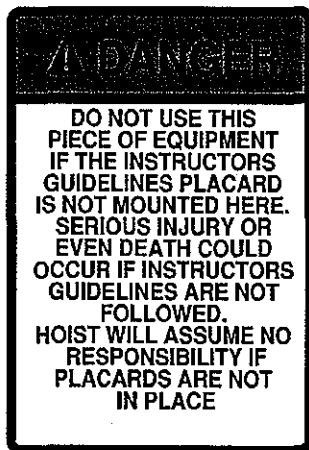 ⚠ DANGER
DO NOT USE THIS
PIECE OF EQUIPMENT
IF THE INSTRUCTORS
GUIDELINES PLACARD
IS NOT MOUNTED HERE.
SERIOUS INJURY OR
EVEN DEATH COULD
OCCUR IF INSTRUCTORS
GUIDELINES ARE NOT
FOLLOWED.
HOIST WILL ASSUME NO
RESPONSIBILITY IF
PLACARDS ARE NOT
IN PLACE